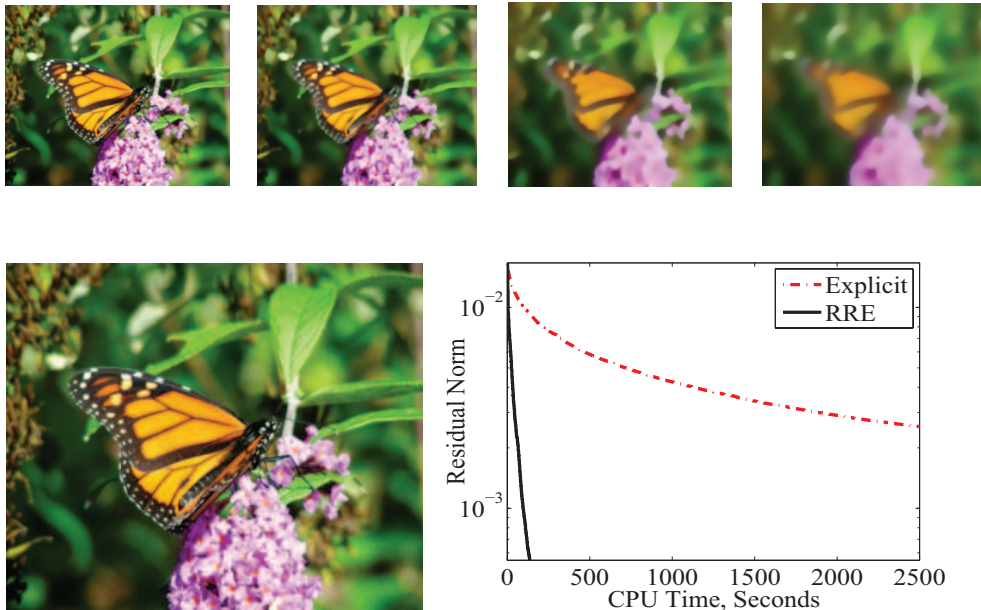 Explicit
RRE
Residual Norm
10⁻²
10⁻³
0 500 1000 1500 2000 2500
CPU Time, Seconds